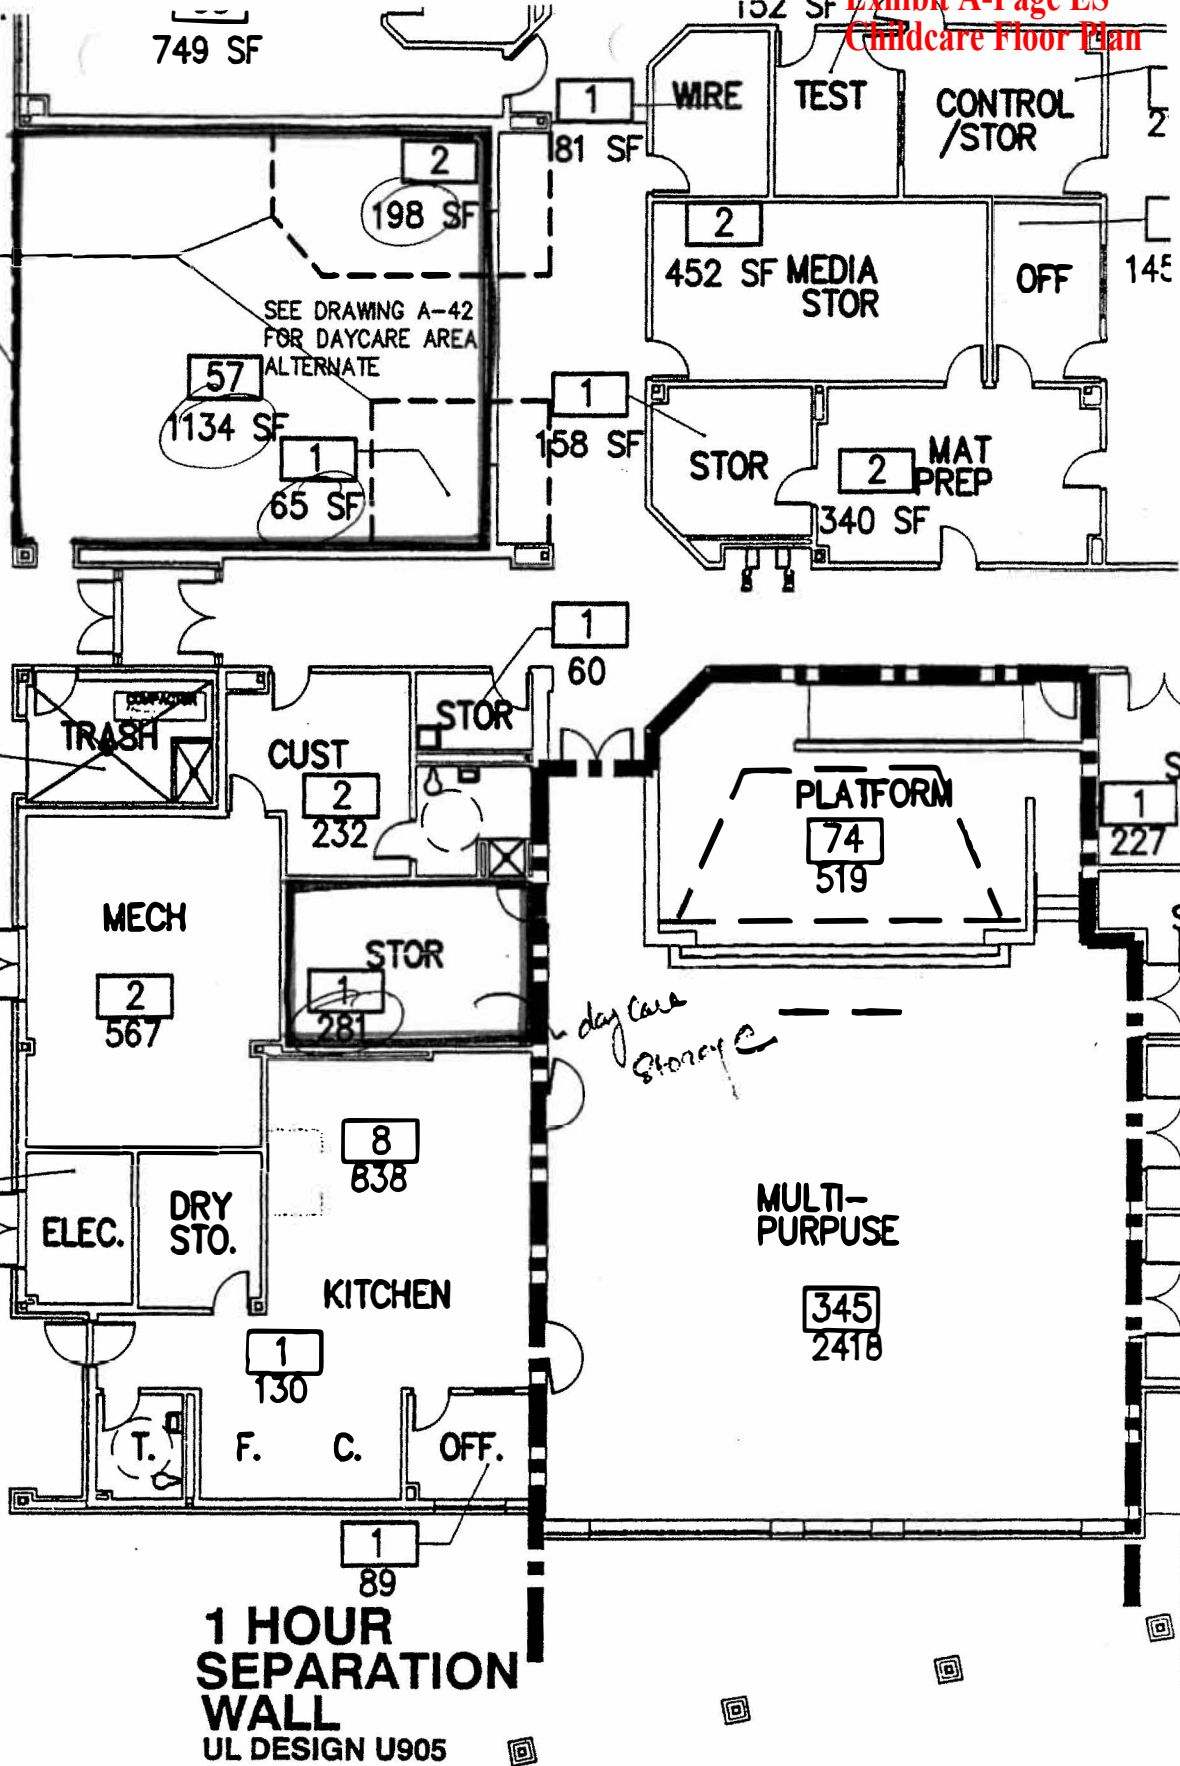 Exhibit A-Page ES
Childcare Floor Plan
152 SF
749 SF
1
81 SF
WIRE
TEST
CONTROL
/STOR
2
198 SF
2
452 SF
MEDIA
STOR
OFF
145
SEE DRAWING A-42
FOR DAYCARE AREA
ALTERNATE
57
1134 SF
1
65 SF
1
158 SF
STOR
2
340 SF
MAT
PREP
1
60
STOR
COMPACTOR
TRASH
CUST
2
232
PLATFORM
74
519
1
227
MECH
2
567
STOR
1
281
day care
storage
8
838
ELEC.
DRY
STO.
KITCHEN
MULTI-
PURPUSE
345
2418
1
130
T.
F.
C.
OFF.
1
89
1 HOUR
SEPARATION
WALL
UL DESIGN U905